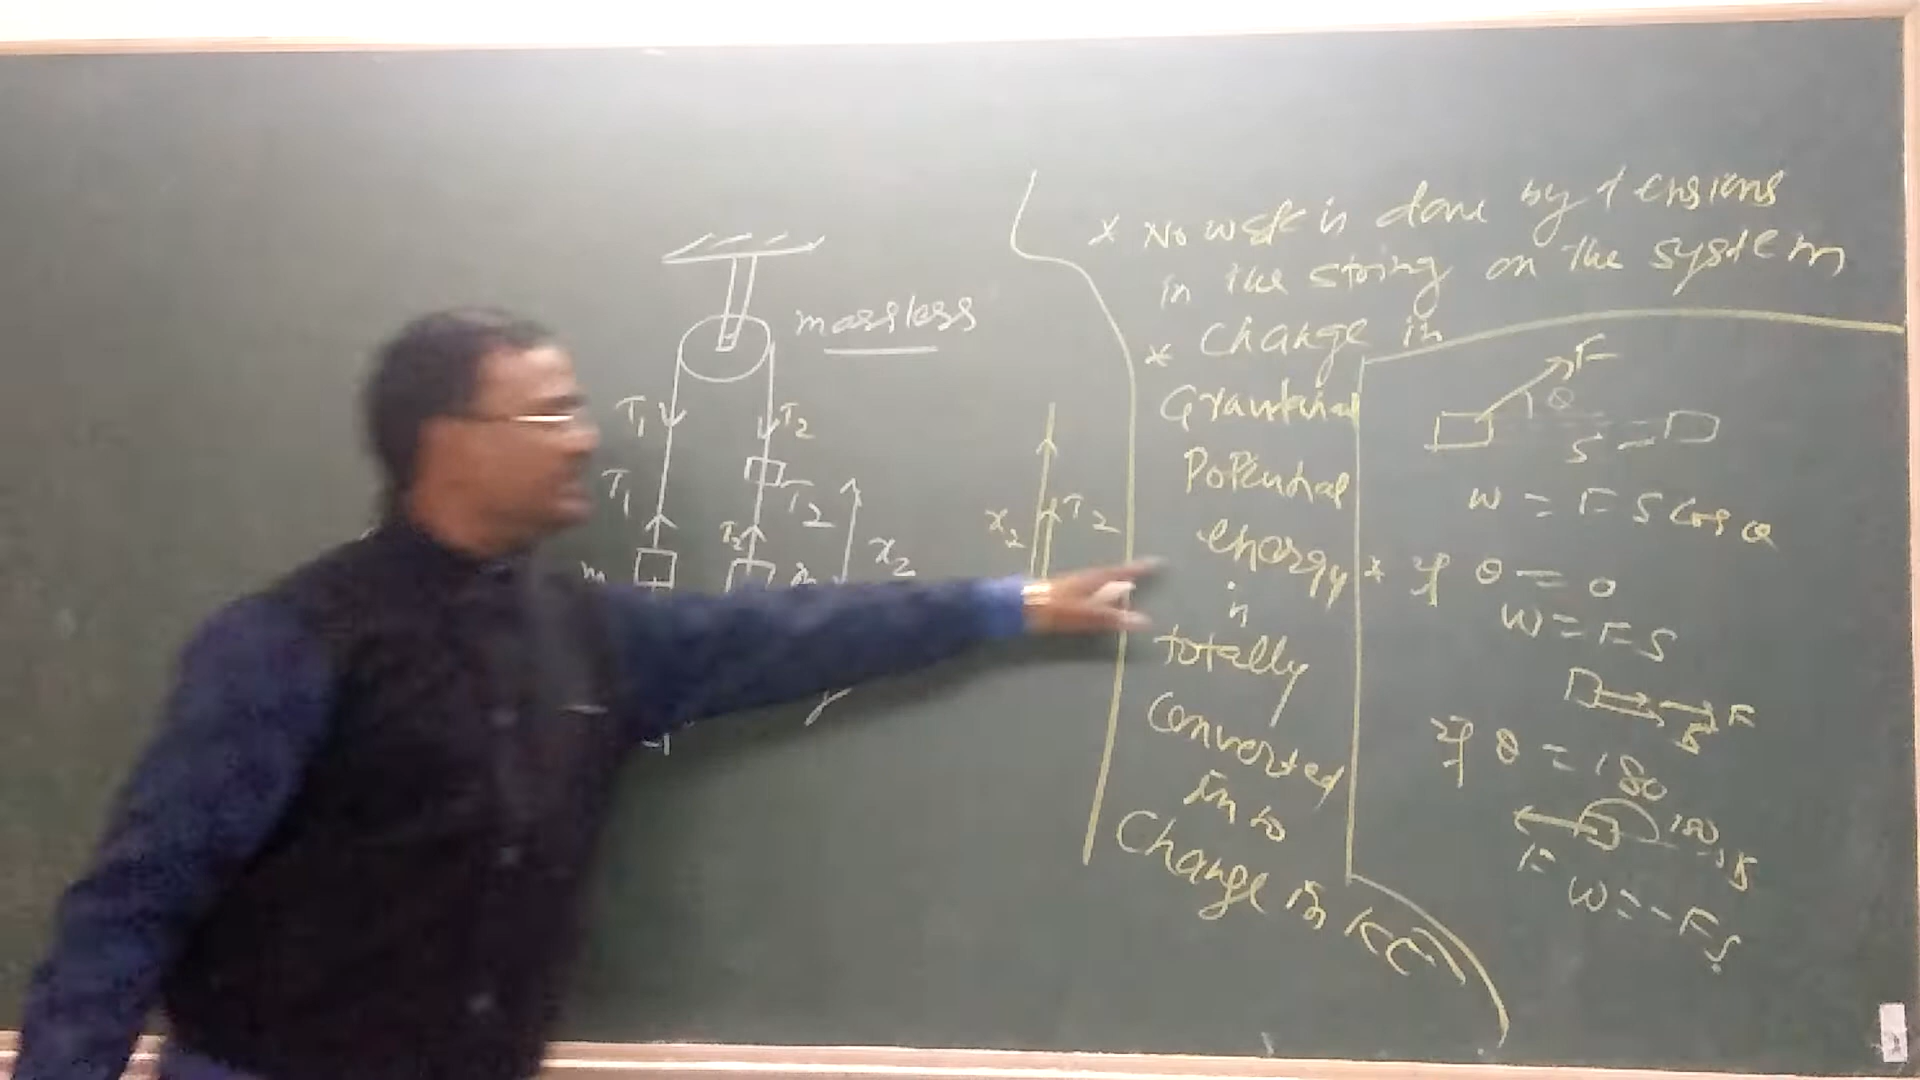 massless
T1
T2
T1
T2
T2
m
x2
x2
T2
* No work is done by tensions
in the string on the system
* Change in
Gravitational
Potential
energy
is
totally
Converted
into
Change in KE
F
θ
S
W = F S Cos θ
* If θ = 0
W = FS
F
S
If θ = 180
180
F
S
W = -FS